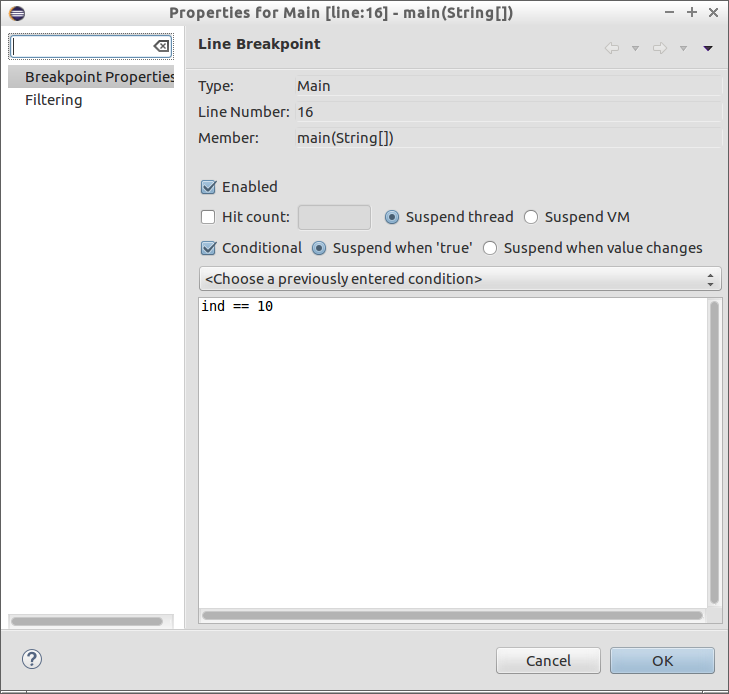 Properties for Main [line:16] - main(String[])
Breakpoint Properties
Filtering
Line Breakpoint
Type: Main
Line Number: 16
Member: main(String[])
Enabled
Hit count: Suspend thread Suspend VM
Conditional Suspend when 'true' Suspend when value changes
<Choose a previously entered condition>
ind == 10
Cancel OK